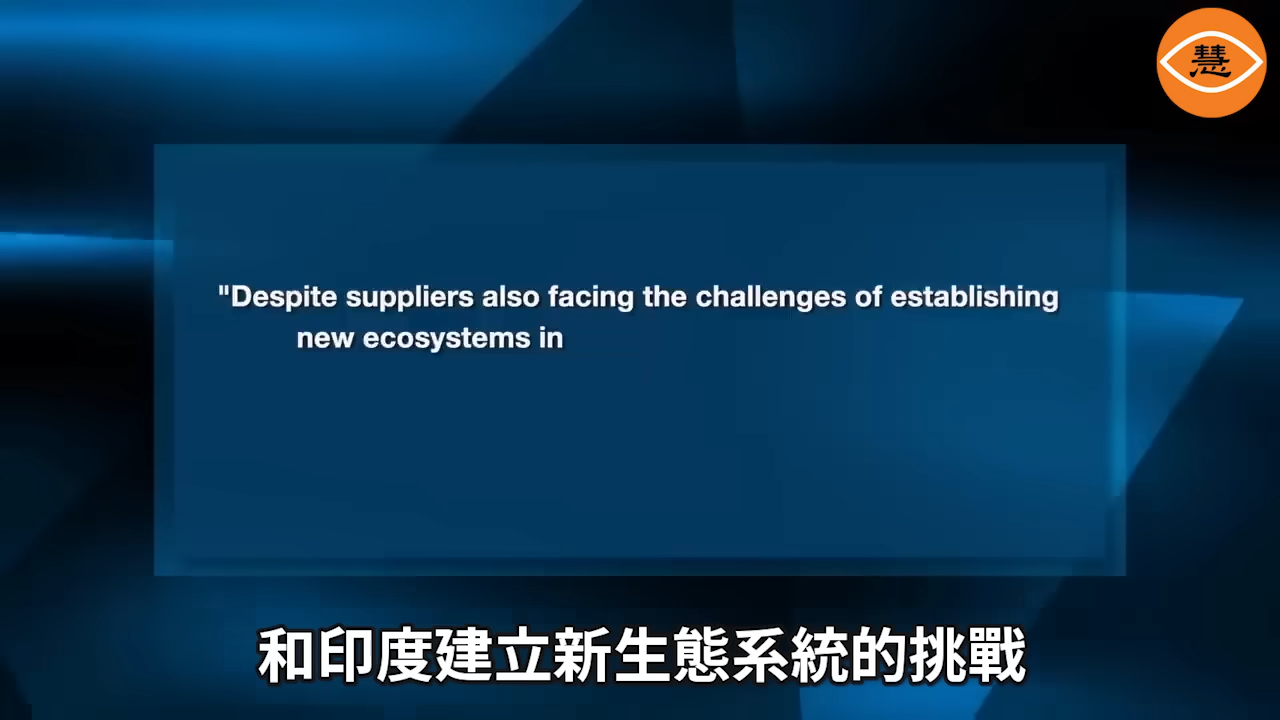 慧
"Despite suppliers also facing the challenges of establishing
new ecosystems in
和印度建立新生態系統的挑戰